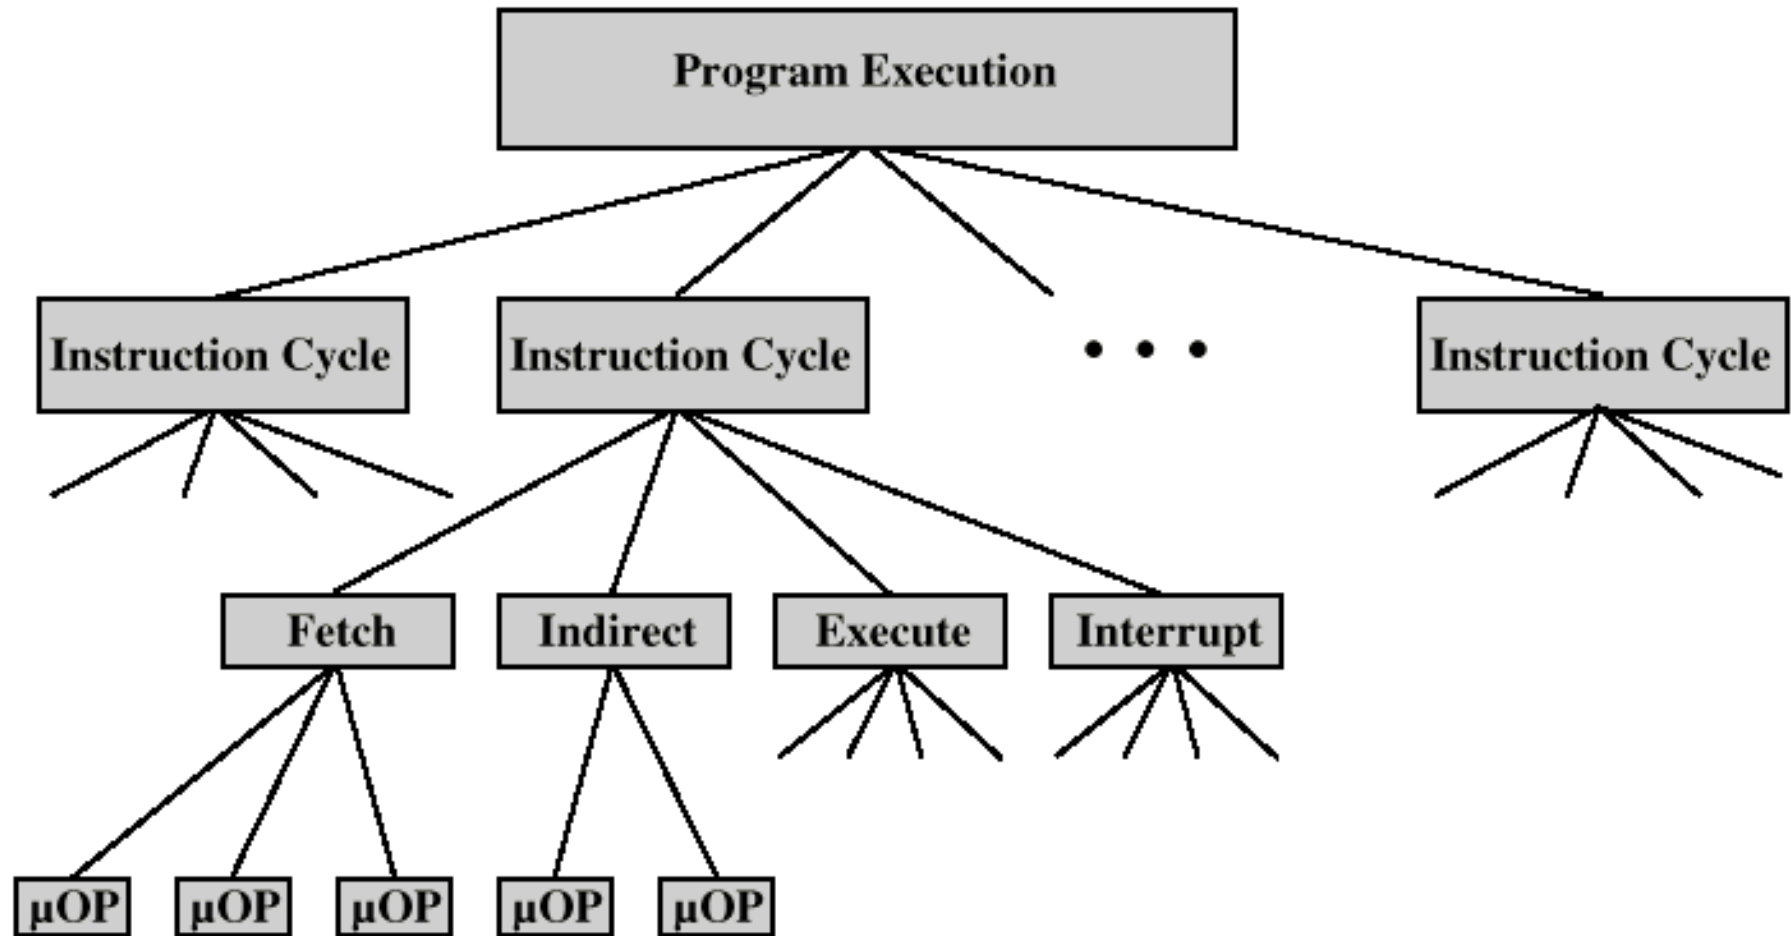 Program Execution
Instruction Cycle
Instruction Cycle
• • •
Instruction Cycle
Fetch
Indirect
Execute
Interrupt
μOP
μOP
μOP
μOP
μOP